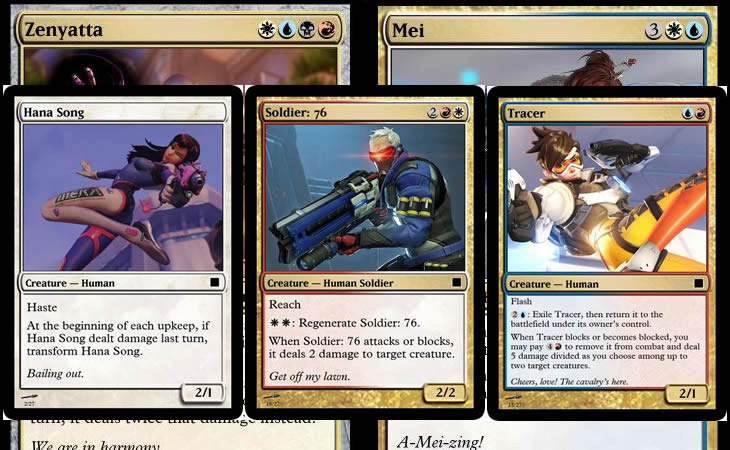 Zenyatta
Mei
3
Hana Song
Creature — Human
Haste
At the beginning of each upkeep, if
Hana Song dealt damage last turn,
transform Hana Song.
Bailing out.
2/1
2/27
Soldier: 76
2
Creature — Human Soldier
Reach
: Regenerate Soldier: 76.
When Soldier: 76 attacks or blocks,
it deals 2 damage to target creature.
Get off my lawn.
2/2
Tracer
Creature — Human
Flash
2 : Exile Tracer, then return it to the
battlefield under its owner's control.
When Tracer blocks or becomes blocked, you
may pay 4 to remove it from combat and deal
5 damage divided as you choose among up to
two target creatures.
Cheers, love! The cavalry's here.
2/1
turn, it deals twice that damage instead.
We are in harmony.
A-Mei-zing!